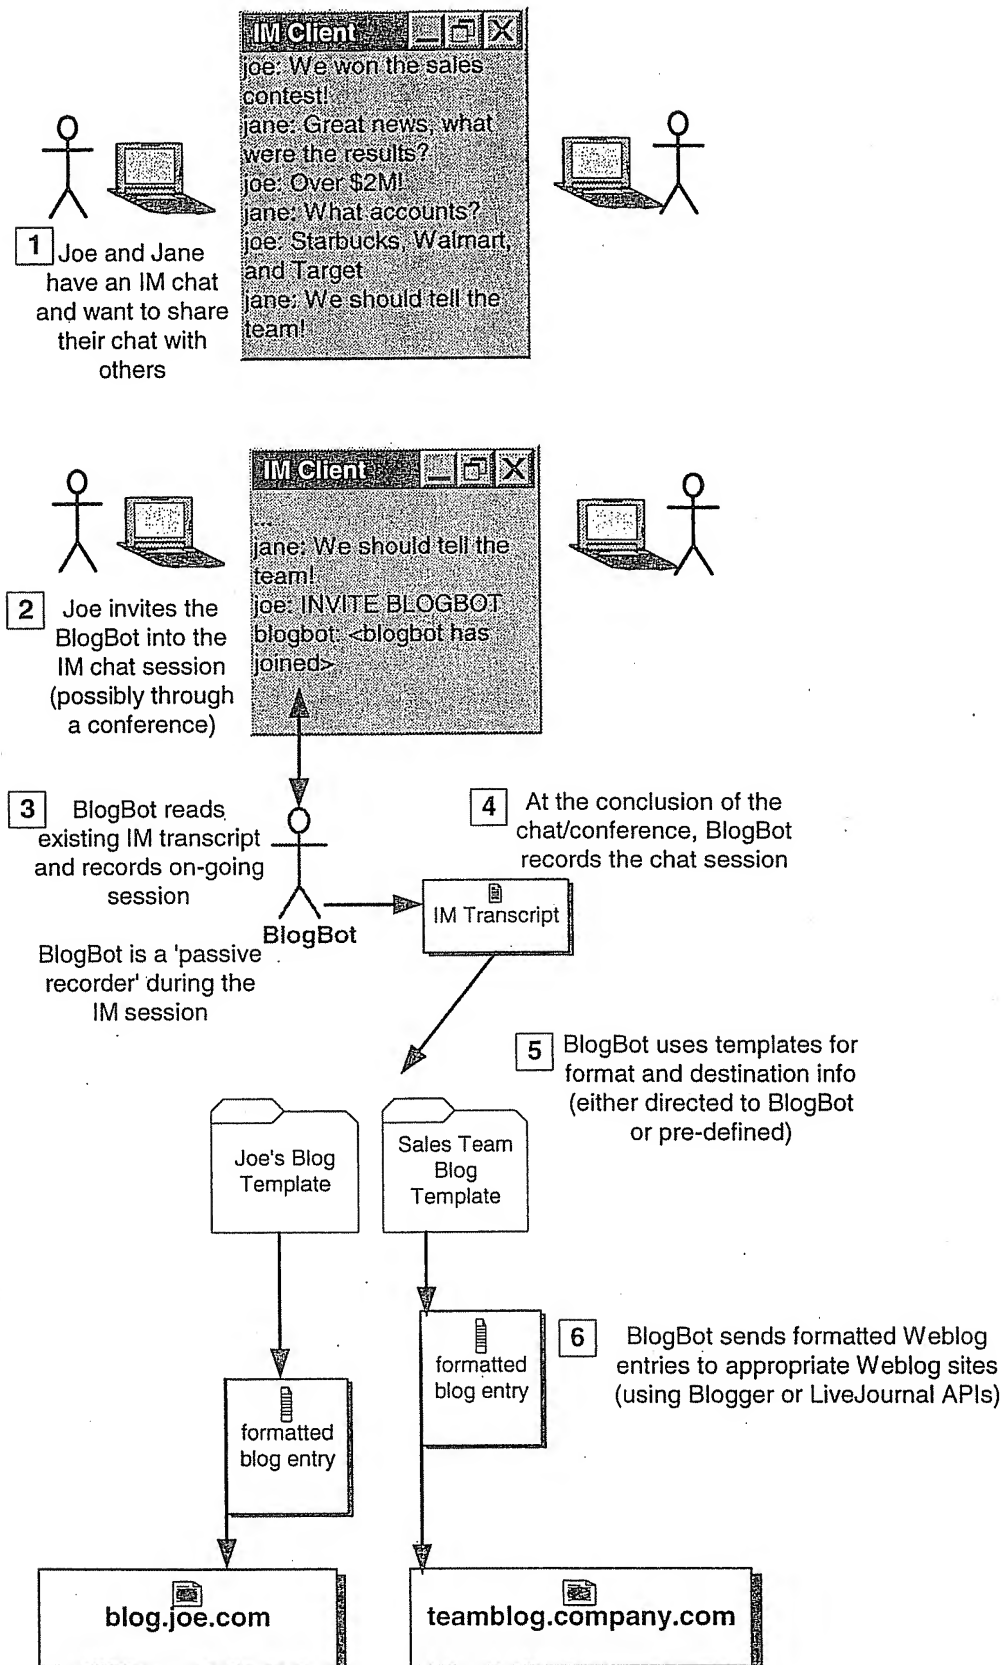 IM Client
joe: We won the sales
contest!
jane: Great news, what
were the results?
joe: Over $2M!
jane: What accounts?
joe: Starbucks, Walmart,
and Target
jane: We should tell the
team!
1
Joe and Jane
have an IM chat
and want to share
their chat with
others
IM Client
...
jane: We should tell the
team!
joe: INVITE BLOGBOT
blogbot: <blogbot has
joined>
2
Joe invites the
BlogBot into the
IM chat session
(possibly through
a conference)
3
BlogBot reads
existing IM transcript
and records on-going
session
BlogBot
BlogBot is a 'passive
recorder' during the
IM session
4
At the conclusion of the
chat/conference, BlogBot
records the chat session
IM Transcript
5
BlogBot uses templates for
format and destination info
(either directed to BlogBot
or pre-defined)
Joe's Blog
Template
Sales Team
Blog
Template
6
BlogBot sends formatted Weblog
entries to appropriate Weblog sites
(using Blogger or LiveJournal APIs)
formatted
blog entry
formatted
blog entry
blog.joe.com
teamblog.company.com